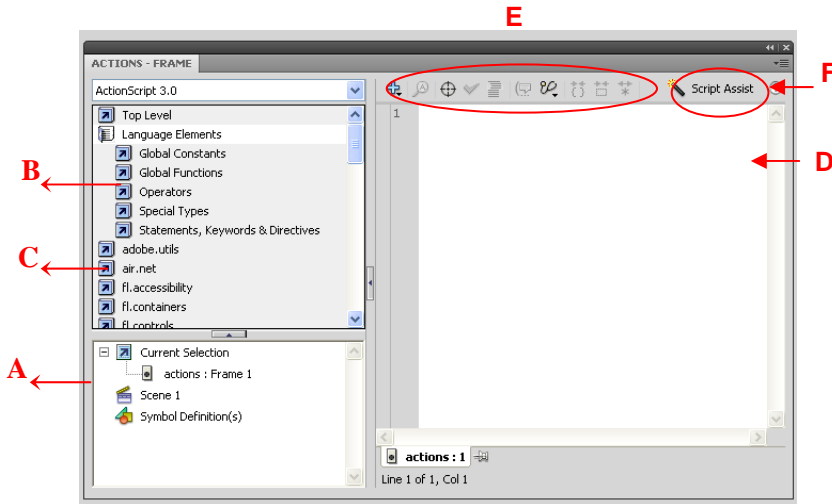 E
ACTIONS - FRAME
ActionScript 3.0
Script Assist
F
Top Level
1
Language Elements
Global Constants
B
Global Functions
D
Operators
Special Types
Statements, Keywords & Directives
adobe.utils
C
air.net
fl.accessibility
fl.containers
fl.controls
Current Selection
A
actions : Frame 1
Scene 1
Symbol Definition(s)
actions : 1
Line 1 of 1, Col 1